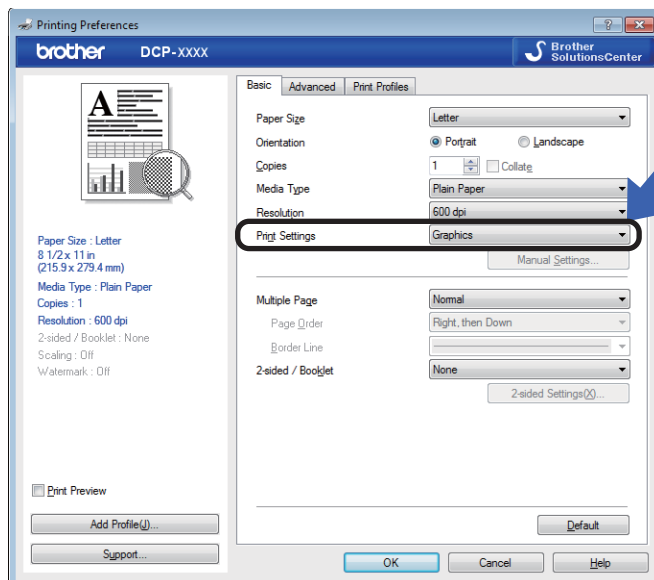 Printing Preferences
brother DCP-XXXX Brother SolutionsCenter
A
Paper Size : Letter
8 1/2 x 11 in
(215.9 x 279.4 mm)
Media Type : Plain Paper
Copies : 1
Resolution : 600 dpi
2-sided / Booklet : None
Scaling : Off
Watermark : Off
Print Preview
Add Profile(J)...
Support...
Basic Advanced Print Profiles
Paper Size Letter
Orientation Portrait Landscape
Copies 1 Collate
Media Type Plain Paper
Resolution 600 dpi
Print Settings Graphics
Manual Settings...
Multiple Page Normal
Page Order Right, then Down
Border Line
2-sided / Booklet None
2-sided Settings(X)...
Default
OK Cancel Help